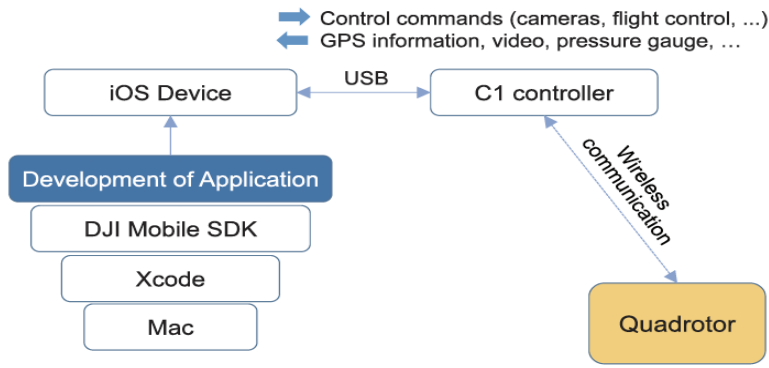 Control commands (cameras, flight control, ...)
GPS information, video, pressure gauge, ...
iOS Device
USB
C1 controller
Development of Application
Wireless
communication
DJI Mobile SDK
Xcode
Mac
Quadrotor